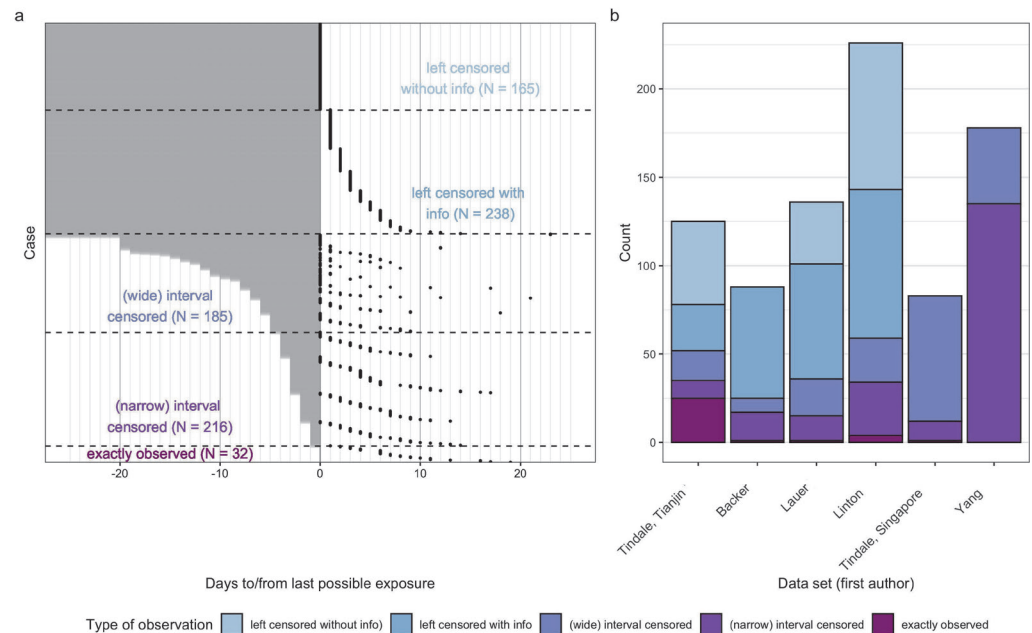 a
left censored
without info (N = 165)
left censored with
info (N = 238)
(wide) interval
censored (N = 185)
(narrow) interval
censored (N = 216)
exactly observed (N = 32)
Case
-20
-10
0
10
20
Days to/from last possible exposure
b
200
150
100
50
0
Count
Tindale, Tianjin
Backer
Lauer
Linton
Tindale, Singapore
Yang
Data set (first author)
Type of observation
left censored without info)
left censored with info
(wide) interval censored
(narrow) interval censored
exactly observed